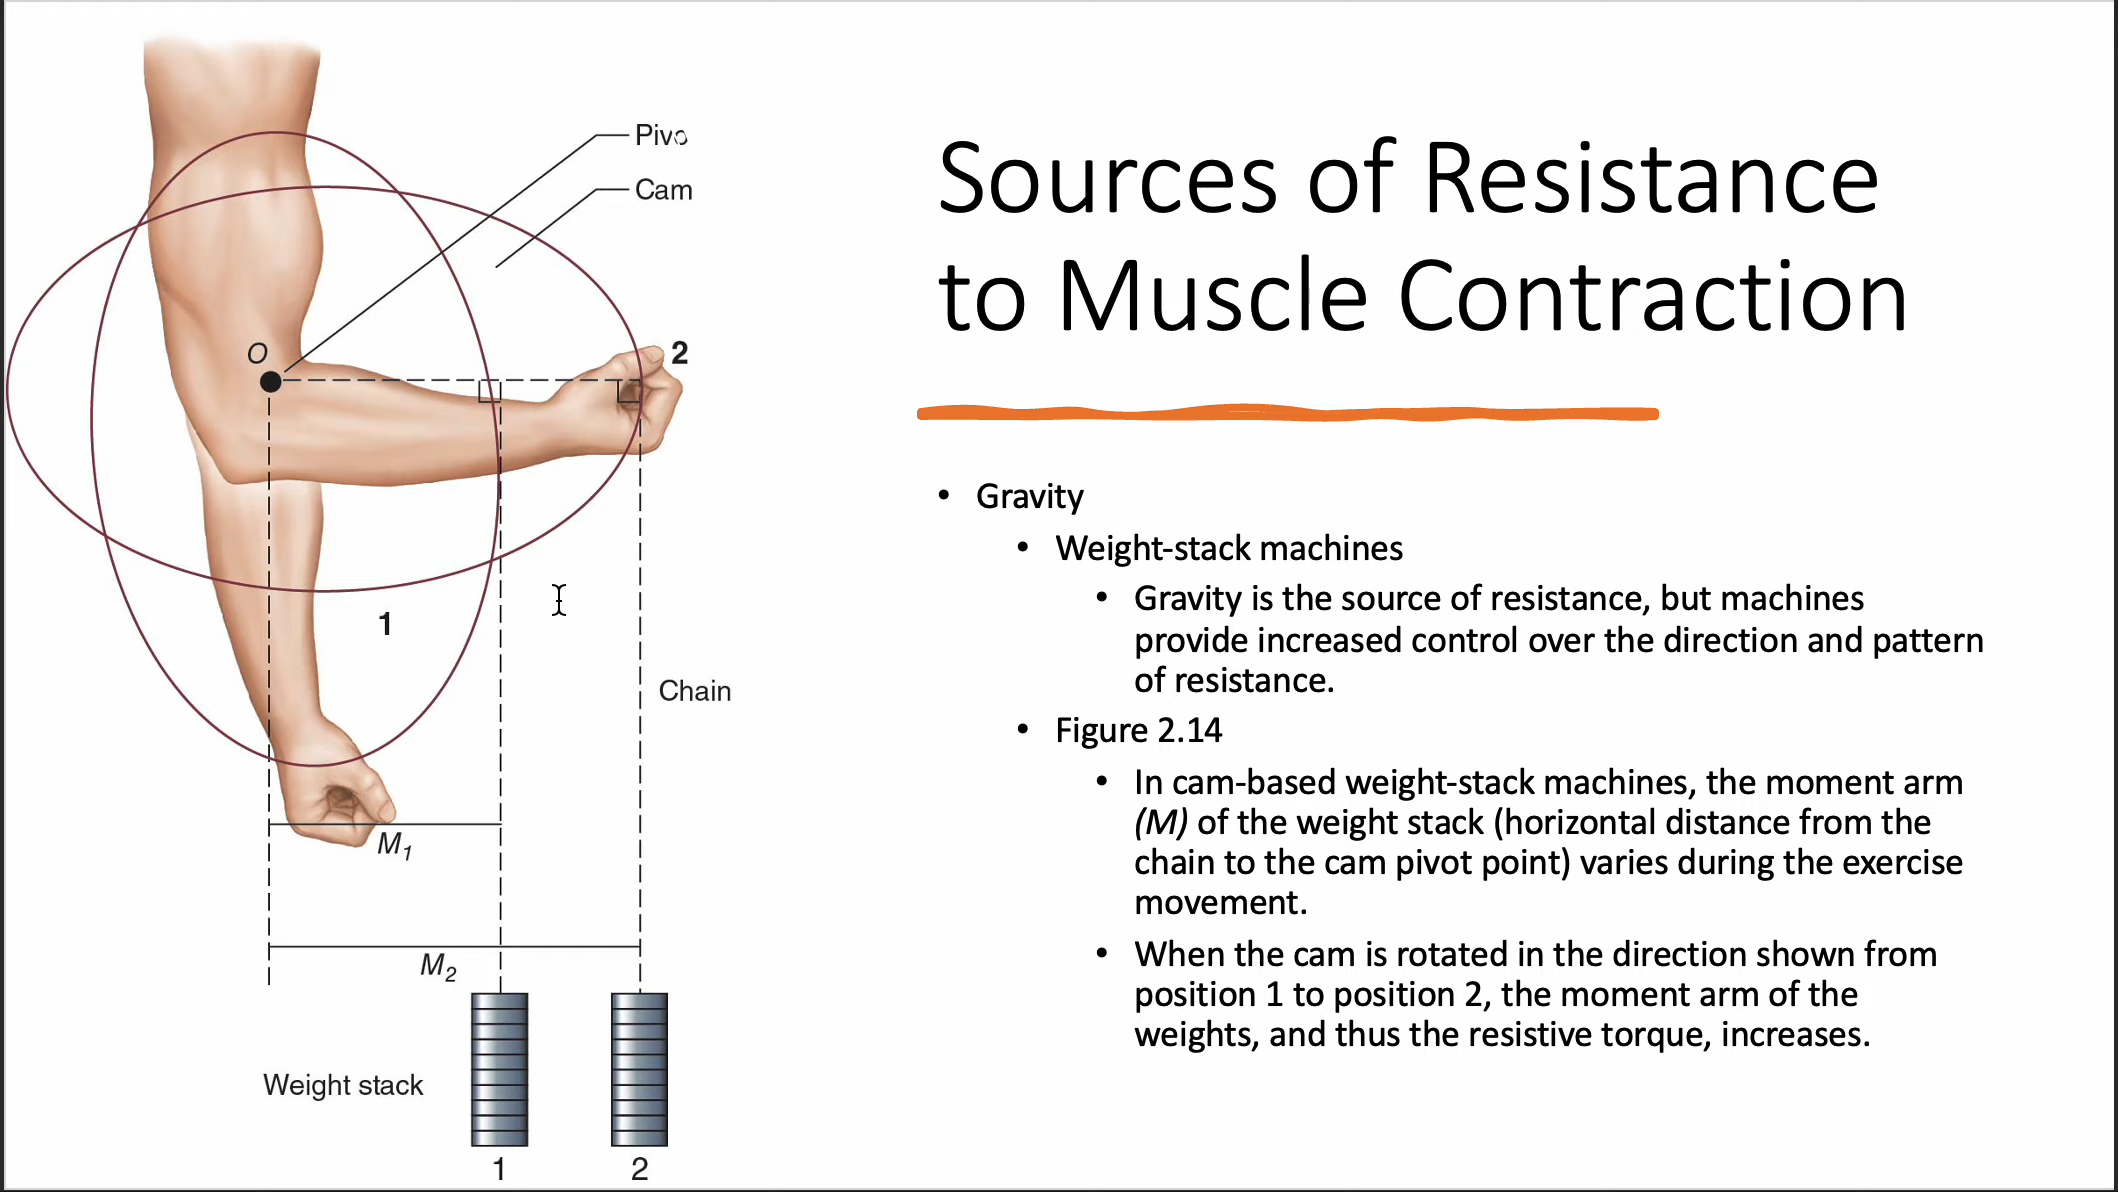 Pivo
Cam
O
2
1
Chain
M1
M2
Weight stack
1 2
Sources of Resistance
to Muscle Contraction
• Gravity
• Weight-stack machines
• Gravity is the source of resistance, but machines
provide increased control over the direction and pattern
of resistance.
• Figure 2.14
• In cam-based weight-stack machines, the moment arm
(M) of the weight stack (horizontal distance from the
chain to the cam pivot point) varies during the exercise
movement.
• When the cam is rotated in the direction shown from
position 1 to position 2, the moment arm of the
weights, and thus the resistive torque, increases.